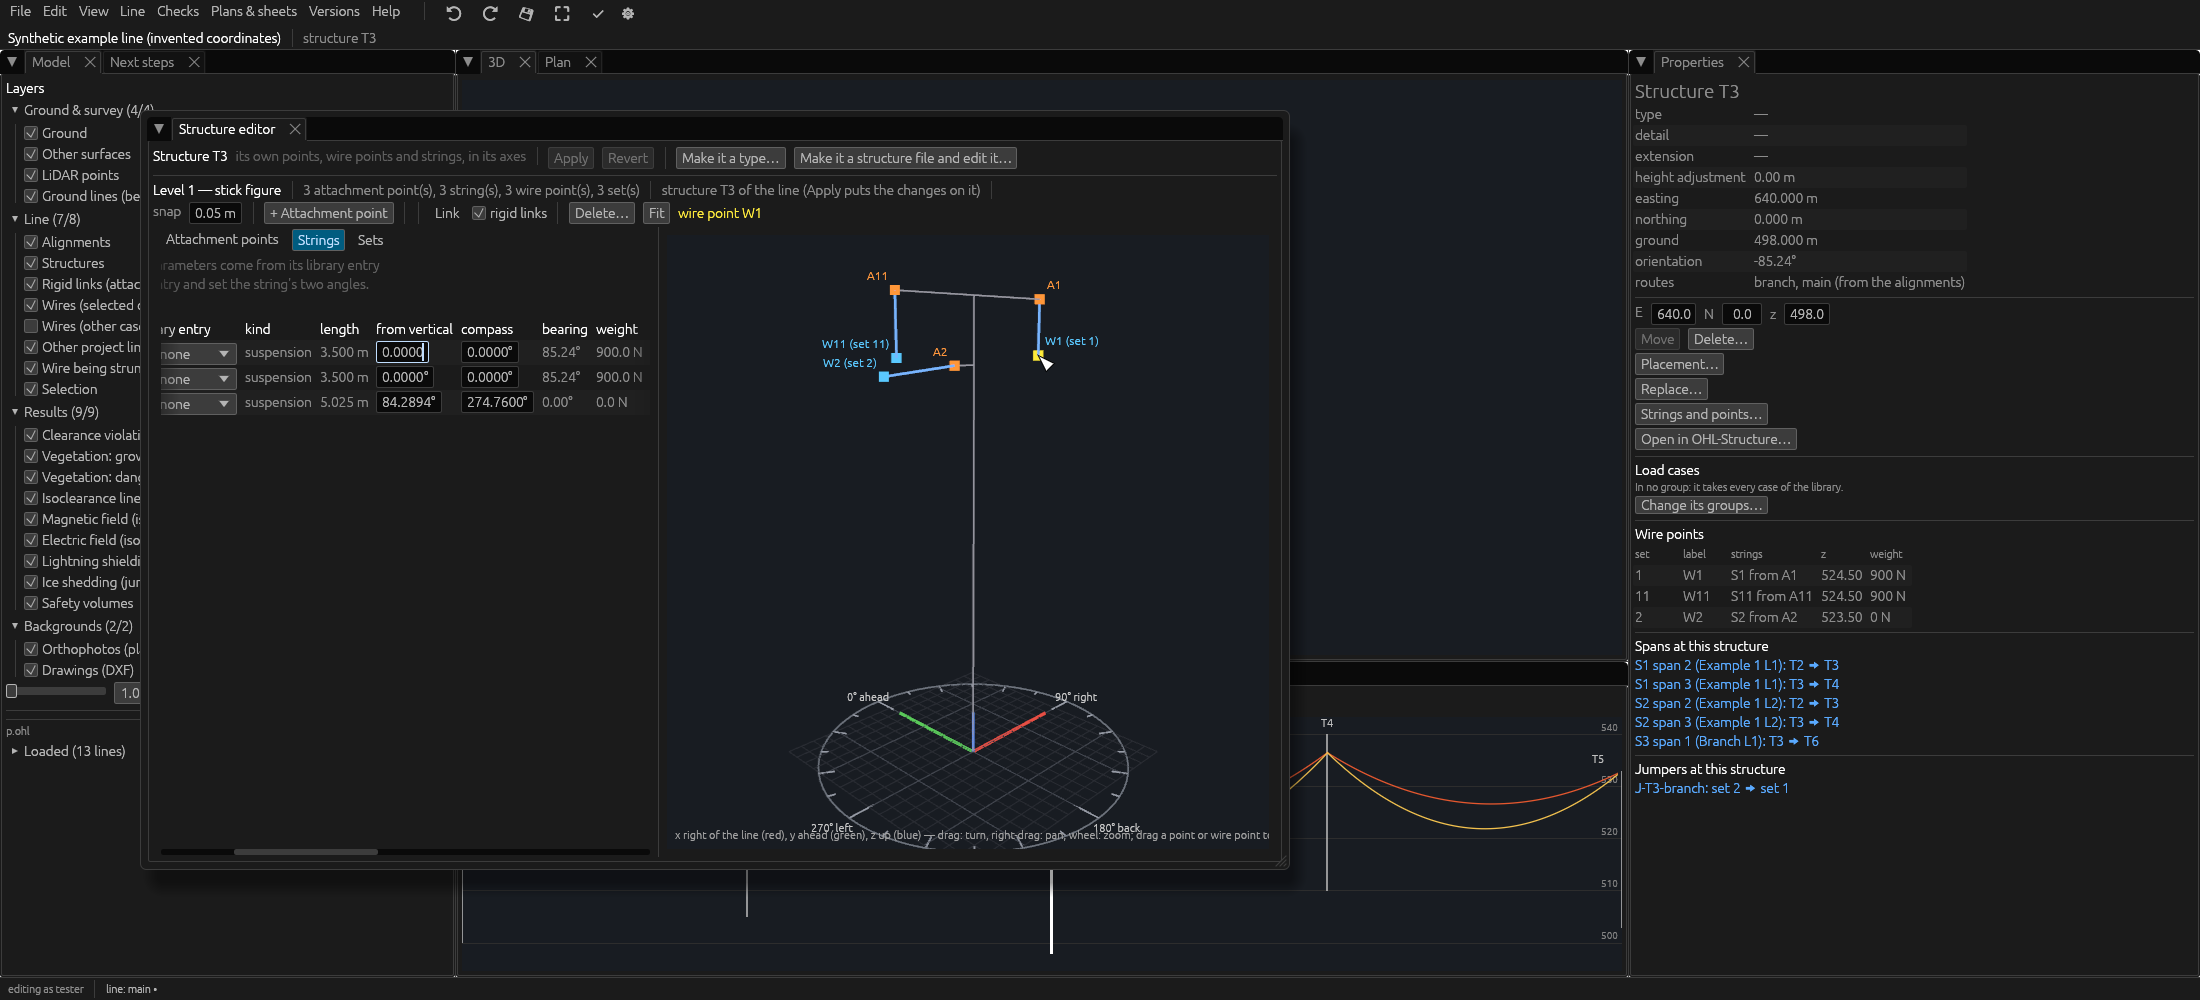 File Edit View Line Checks Plans & sheets Versions Help
Synthetic example line (invented coordinates) structure T3
Model Next steps
Layers
Ground & survey (4/4)
Ground
Other surfaces
LiDAR points
Ground lines (be
Line (7/8)
Alignments
Structures
Rigid links (attac
Wires (selected c
Wires (other case
Other project lin
Wire being strun
Selection
Results (9/9)
Clearance violati
Vegetation: grov
Vegetation: dang
Isoclearance line
Magnetic field (i
Electric field (iso
Lightning shieldi
Ice shedding (jur
Safety volumes
Backgrounds (2/2)
Orthophotos (pl
Drawings (DXF)
1.0
p.ohl
Loaded (13 lines)
3D Plan
Structure editor
Structure T3 its own points, wire points and strings, in its axes Apply Revert Make it a type... Make it a structure file and edit it...
Level 1 — stick figure 3 attachment point(s), 3 string(s), 3 wire point(s), 3 set(s) structure T3 of the line (Apply puts the changes on it)
snap 0.05 m + Attachment point Link rigid links Delete... Fit wire point W1
Attachment points Strings Sets
rameters come from its library entry
try and set the string's two angles.
ary entry kind length from vertical compass bearing weight
none suspension 3.500 m 0.0000 0.0000° 85.24° 900.0 N
none suspension 3.500 m 0.0000° 0.0000° 85.24° 900.0 N
none suspension 5.025 m 84.2894° 274.7600° 0.00° 0.0 N
A11
A1
W11 (set 11)
A2
W1 (set 1)
W2 (set 2)
0° ahead
90° right
270° left
180° back
x right of the line (red), y ahead (green), z up (blue) — drag: turn, right-drag: pan, wheel: zoom; drag a point or wire point t
T4
T5
540
530
520
510
500
Properties
Structure T3
type —
detail —
extension —
height adjustment 0.00 m
easting 640.000 m
northing 0.000 m
ground 498.000 m
orientation -85.24°
routes branch, main (from the alignments)
E 640.0 N 0.0 z 498.0
Move Delete...
Placement...
Replace...
Strings and points...
Open in OHL-Structure...
Load cases
In no group: it takes every case of the library.
Change its groups...
Wire points
set label strings z weight
1 W1 S1 from A1 524.50 900 N
11 W11 S11 from A11 524.50 900 N
2 W2 S2 from A2 523.50 0 N
Spans at this structure
S1 span 2 (Example 1 L1): T2 ➡ T3
S1 span 3 (Example 1 L1): T3 ➡ T4
S2 span 2 (Example 1 L2): T2 ➡ T3
S2 span 3 (Example 1 L2): T3 ➡ T4
S3 span 1 (Branch L1): T3 ➡ T6
Jumpers at this structure
J-T3-branch: set 2 ➡ set 1
editing as tester line: main •